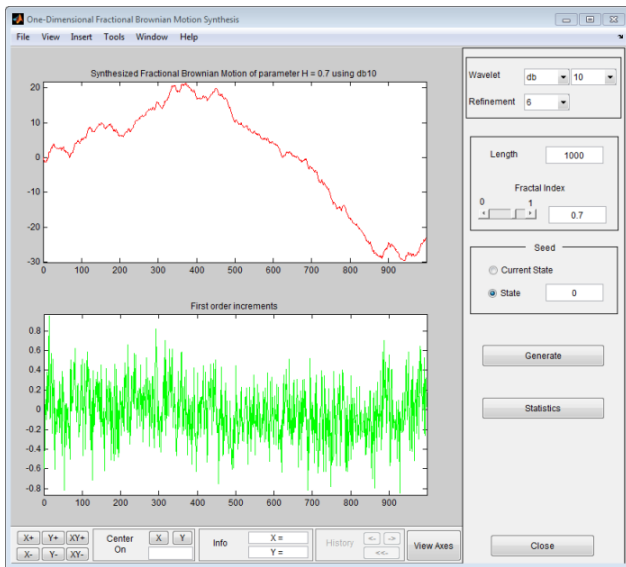 One-Dimensional Fractional Brownian Motion Synthesis
File View Insert Tools Window Help
Synthesized Fractional Brownian Motion of parameter H = 0.7 using db10
20
10
0
-10
-20
-30
0 100 200 300 400 500 600 700 800 900
First order increments
0.8
0.6
0.4
0.2
0
-0.2
-0.4
-0.6
-0.8
0 100 200 300 400 500 600 700 800 900
Wavelet db 10
Refinement 6
Length 1000
Fractal Index
0 1
0.7
Seed
Current State
State 0
Generate
Statistics
X+ Y+ XY+
X- Y- XY-
Center On
X Y
Info
X =
Y =
History
<- ->
<<-
View Axes
Close